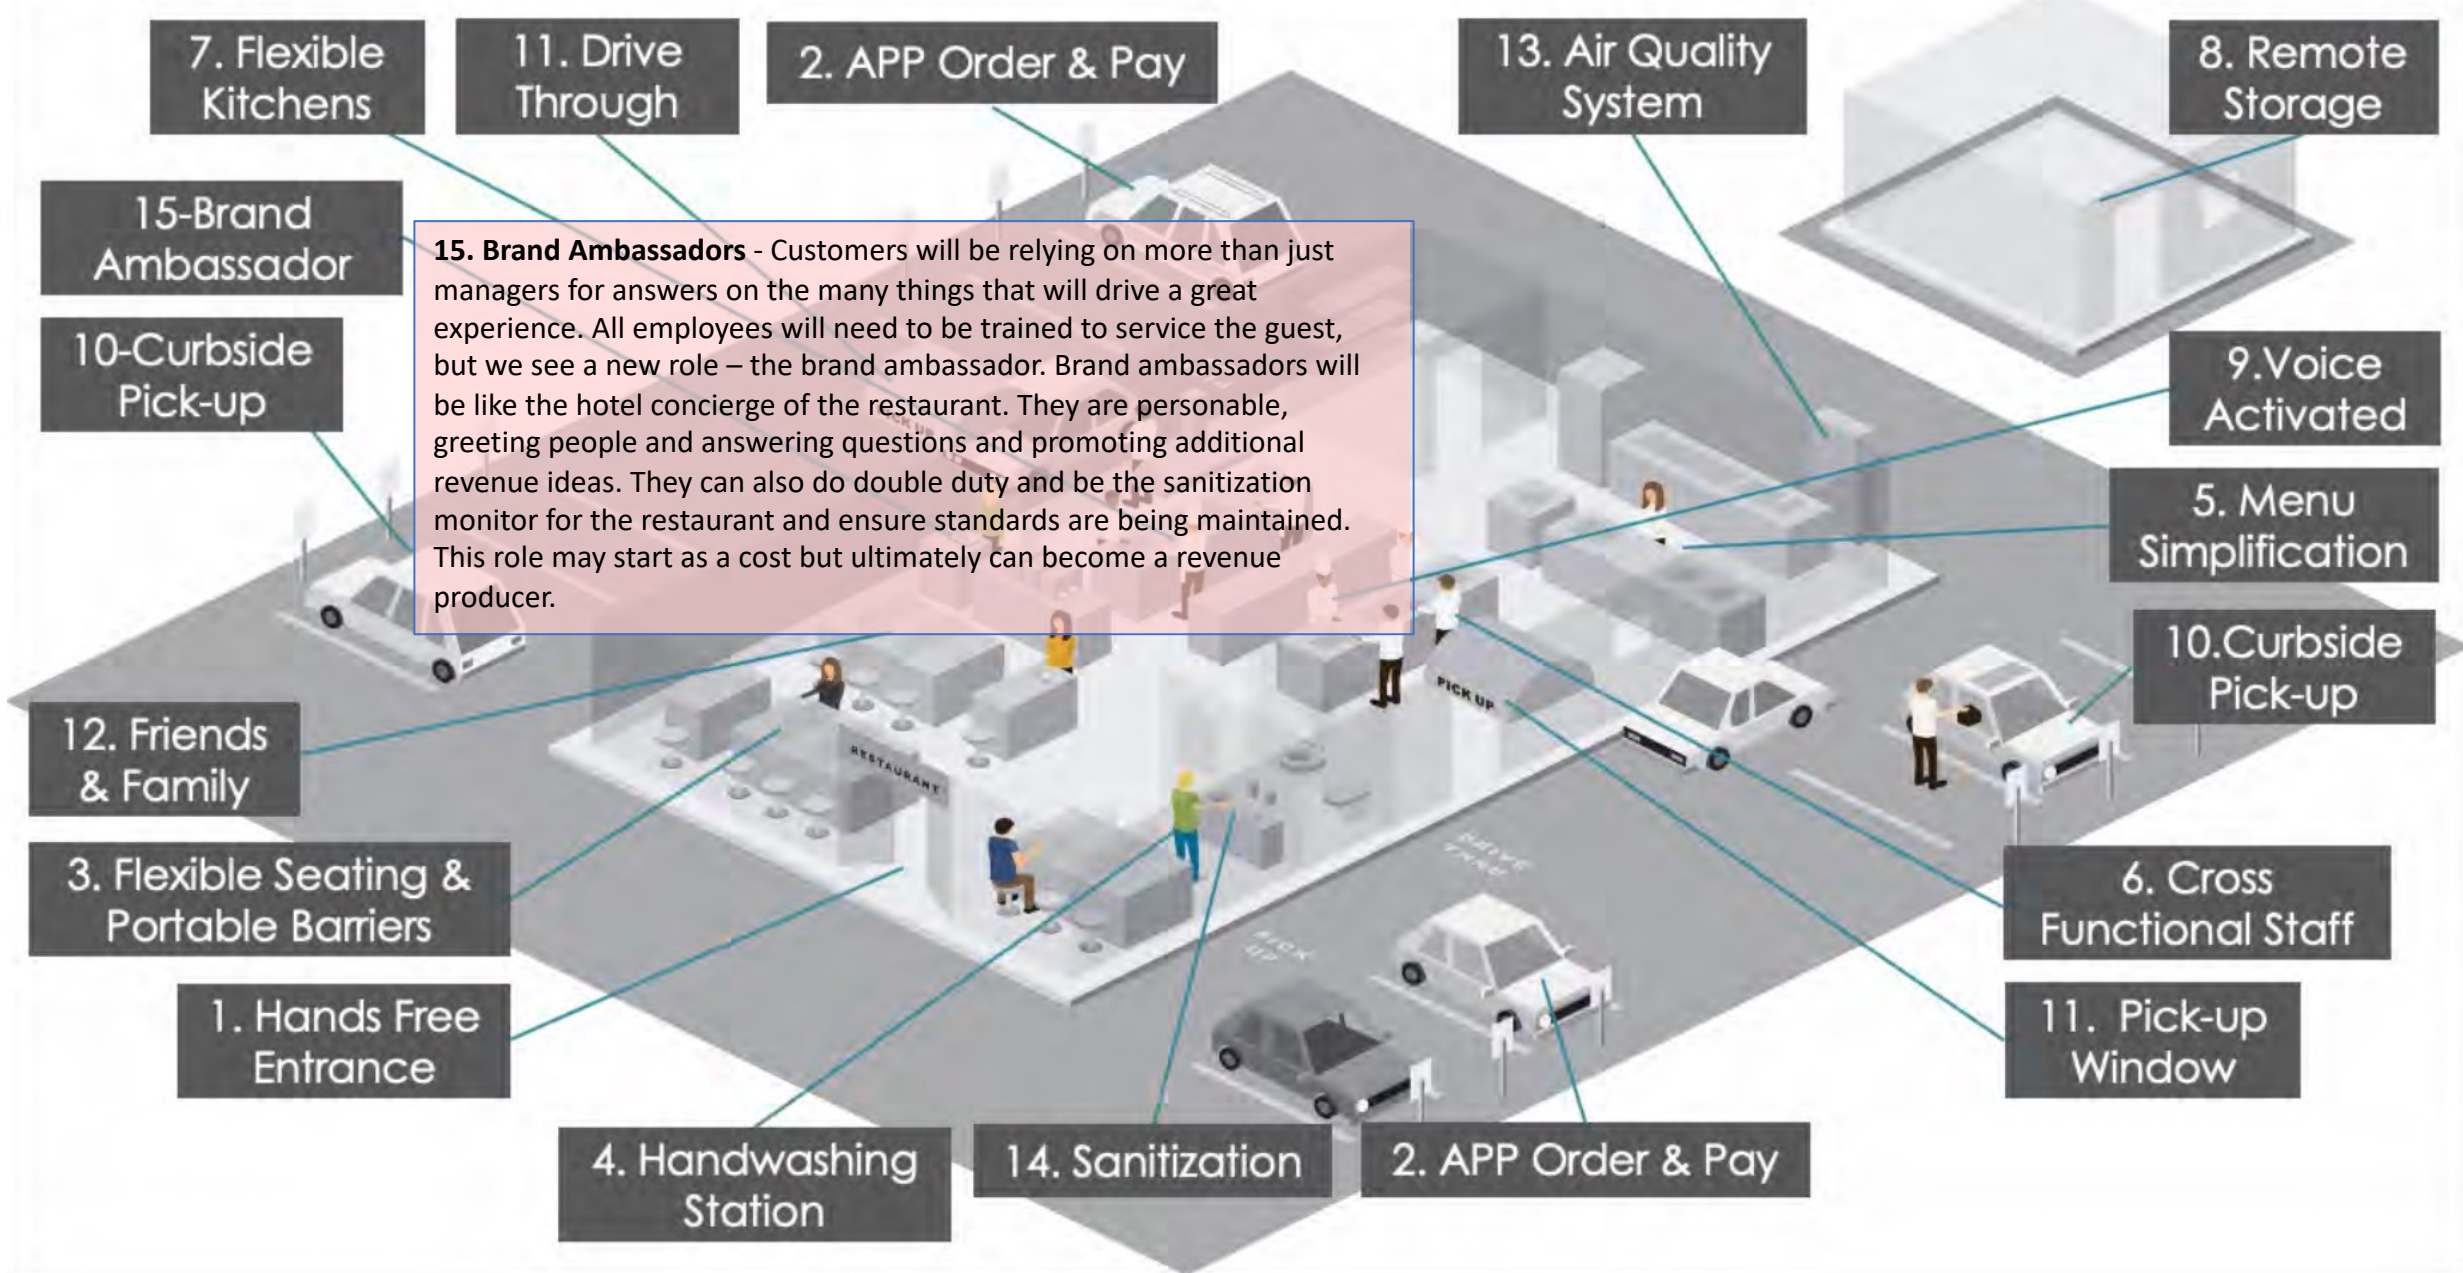 7. Flexible
Kitchens
11. Drive
Through
2. APP Order & Pay
13. Air Quality
System
8. Remote
Storage
15-Brand
Ambassador
10-Curbside
Pick-up
15. Brand Ambassadors - Customers will be relying on more than just
managers for answers on the many things that will drive a great
experience. All employees will need to be trained to service the guest,
but we see a new role – the brand ambassador. Brand ambassadors will
be like the hotel concierge of the restaurant. They are personable,
greeting people and answering questions and promoting additional
revenue ideas. They can also do double duty and be the sanitization
monitor for the restaurant and ensure standards are being maintained.
This role may start as a cost but ultimately can become a revenue
producer.
PICK UP
9.Voice
Activated
5. Menu
Simplification
10.Curbside
Pick-up
PICK UP
RESTAURANT
12. Friends
& Family
3. Flexible Seating &
Portable Barriers
DRIVE
THRU
PICK
UP
6. Cross
Functional Staff
1. Hands Free
Entrance
11. Pick-up
Window
4. Handwashing
Station
14. Sanitization
2. APP Order & Pay